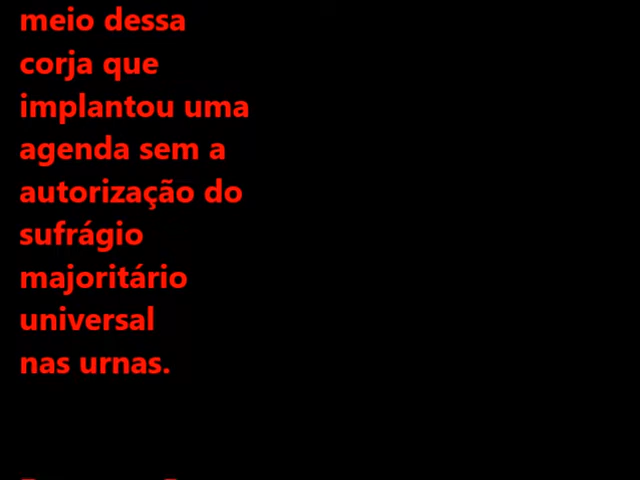 meio dessa
corja que
implantou uma
agenda sem a
autorização do
sufrágio
majoritário
universal
nas urnas.